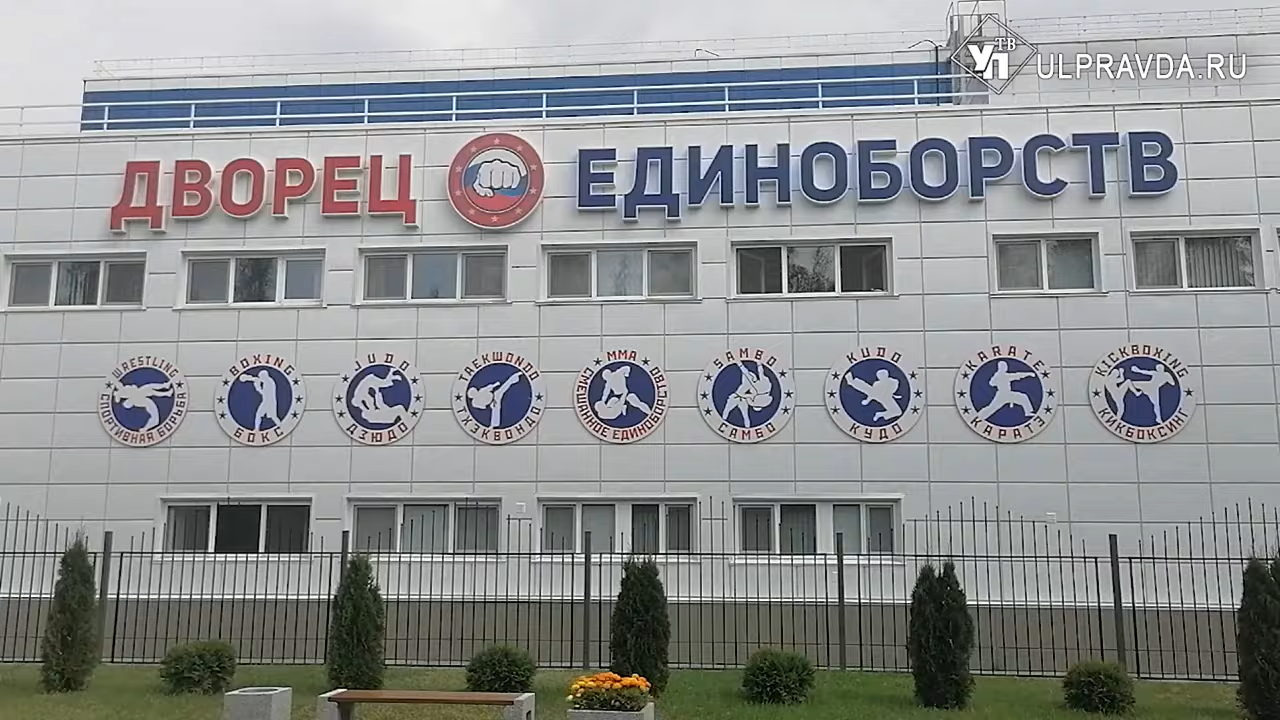 УП ТВ ULPRAVDA.RU
ДВОРЕЦ ЕДИНОБОРСТВ
WRESTLING СПОРТИВНАЯ БОРЬБА
BOXING БОКС
JUDO ДЗЮДО
TAEKWONDO ТХЭКВОНДО
MMA СМЕШАННОЕ ЕДИНОБОРСТВО
SAMBO САМБО
KUDO КУДО
KARATE КАРАТЭ
KICKBOXING КИКБОКСИНГ